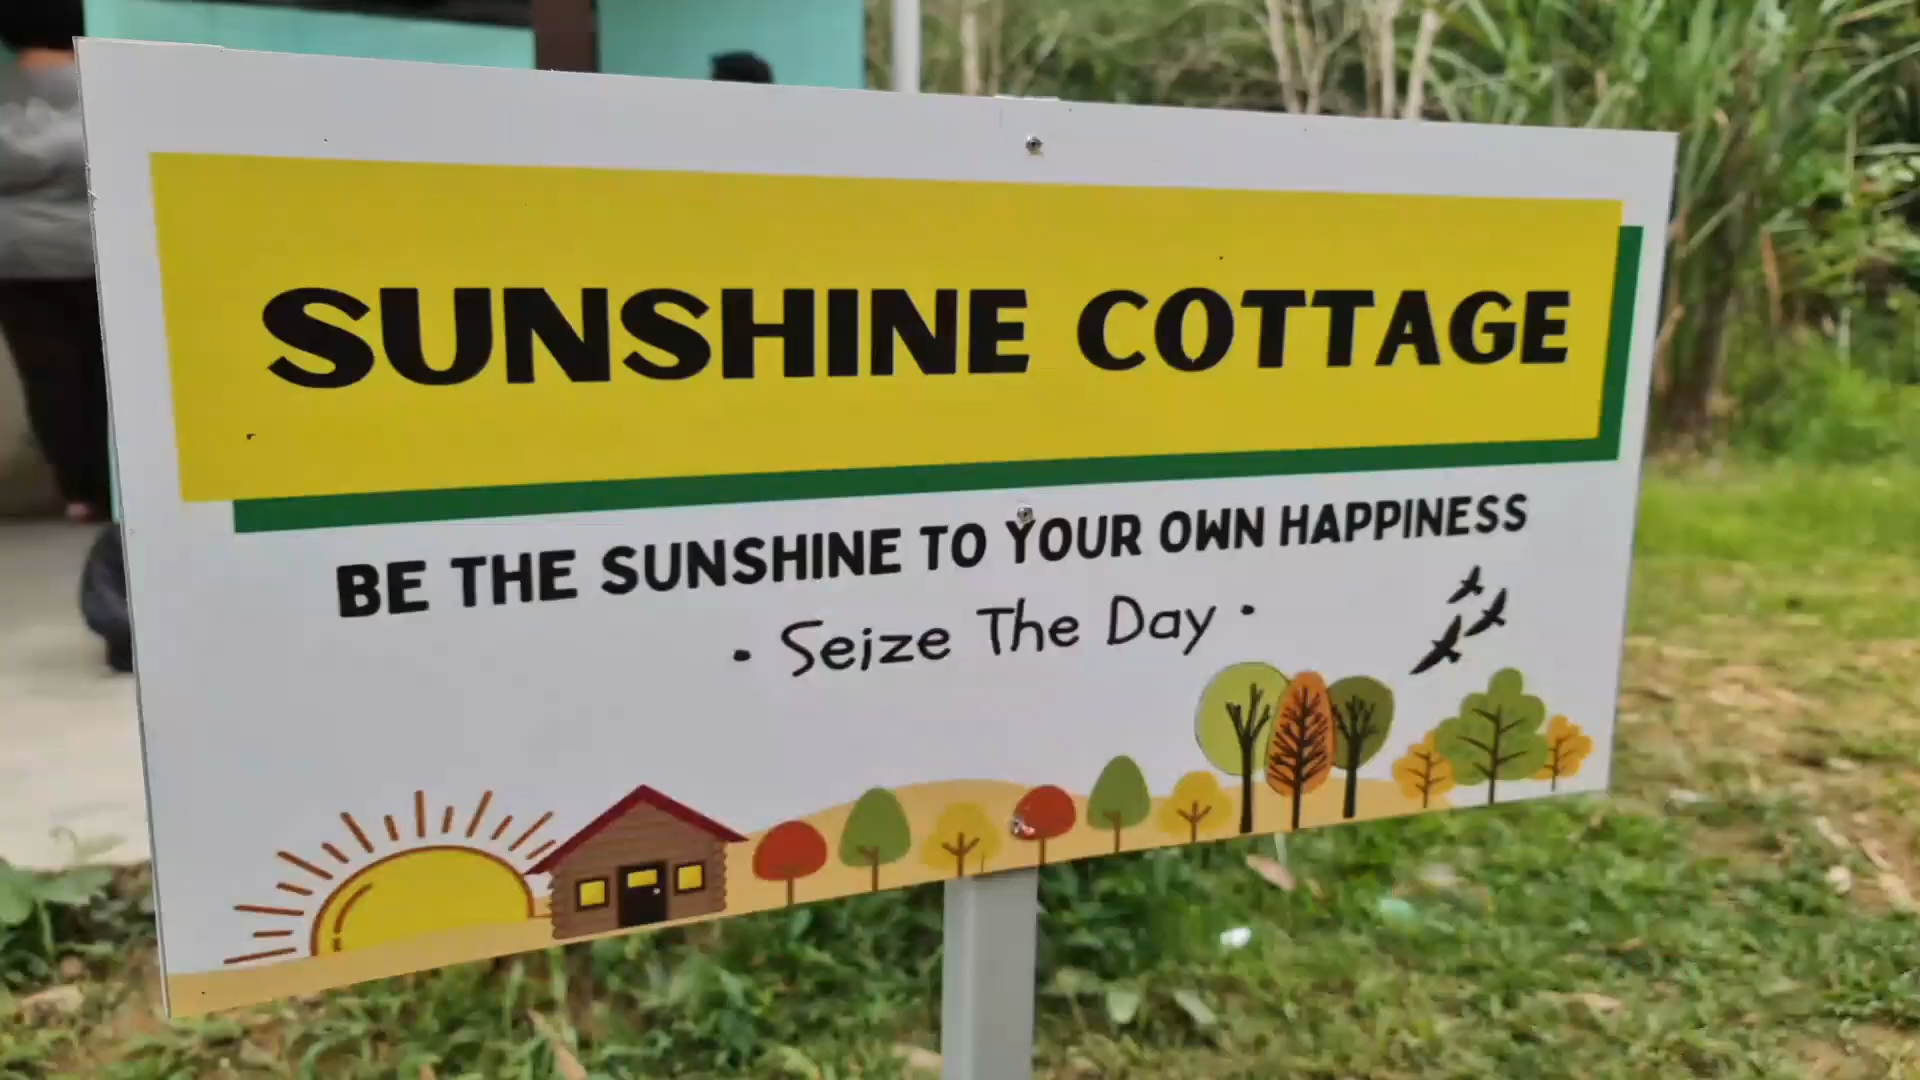 SUNSHINE COTTAGE
BE THE SUNSHINE TO YOUR OWN HAPPINESS
• Seize The Day •